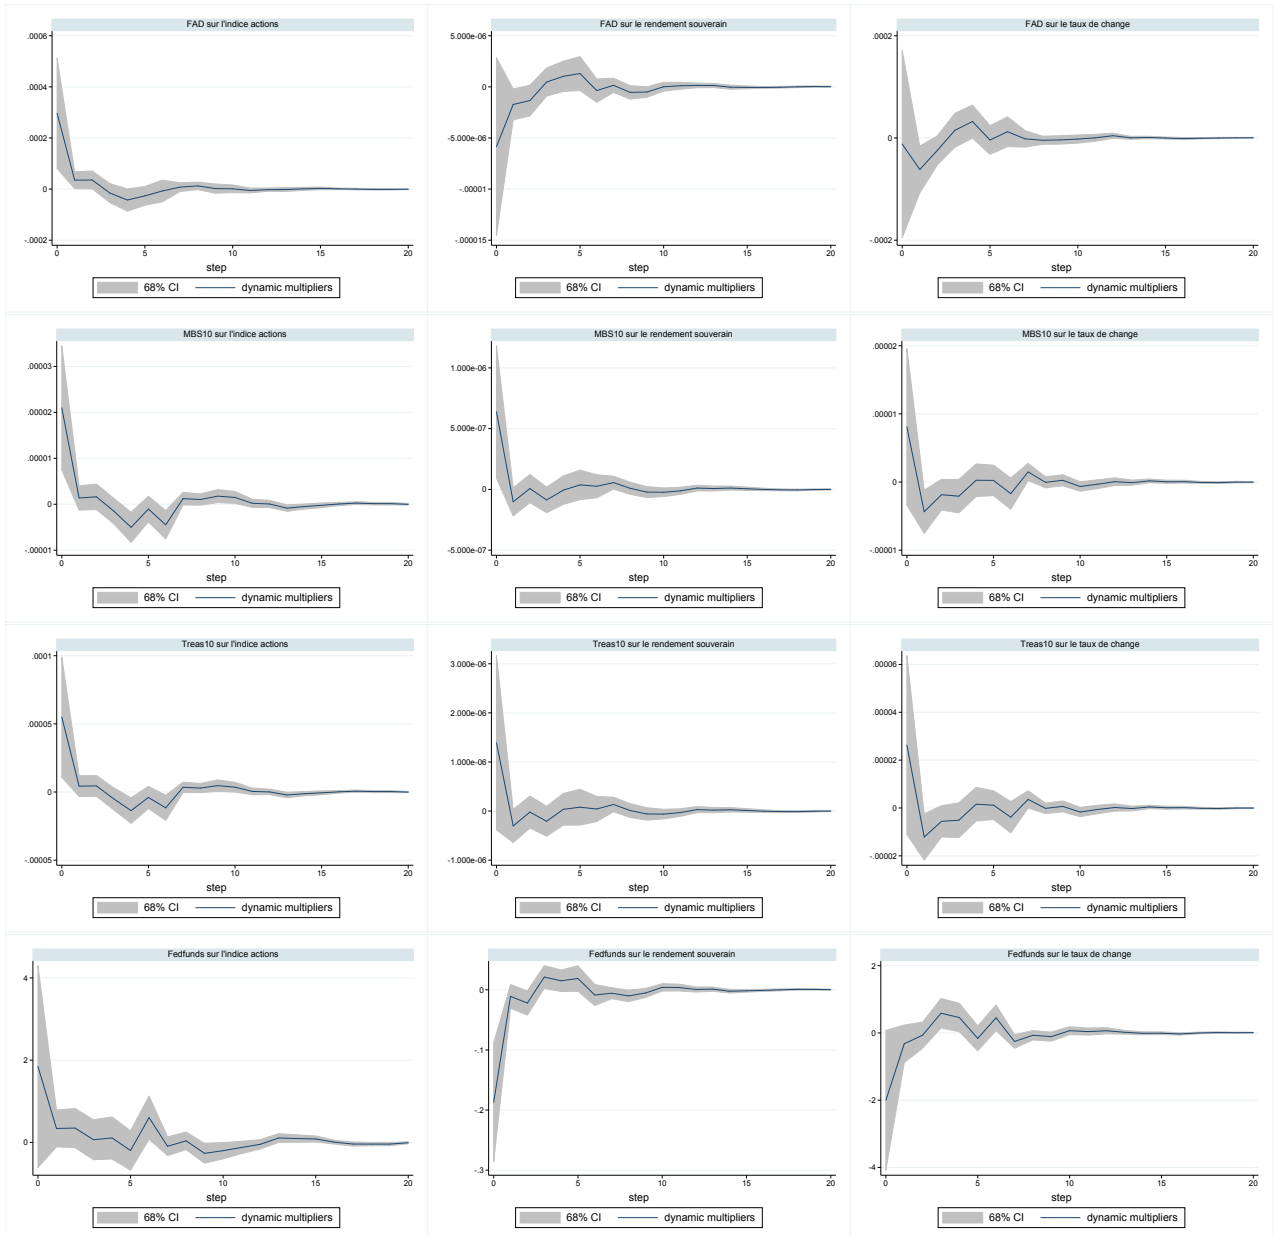 FAD sur l'indice actions
.0006
.0004
.0002
0
-.0002
0 5 10 15 20
step
68% CI dynamic multipliers
FAD sur le rendement souverain
5.000e-06
0
-5.000e-06
-.00001
-.000015
0 5 10 15 20
step
68% CI dynamic multipliers
FAD sur le taux de change
.0002
0
-.0002
0 5 10 15 20
step
68% CI dynamic multipliers
MBS10 sur l'indice actions
.00003
.00002
.00001
0
-.00001
0 5 10 15 20
step
68% CI dynamic multipliers
MBS10 sur le rendement souverain
1.000e-06
5.000e-07
0
-5.000e-07
0 5 10 15 20
step
68% CI dynamic multipliers
MBS10 sur le taux de change
.00002
.00001
0
-.00001
0 5 10 15 20
step
68% CI dynamic multipliers
Treas10 sur l'indice actions
.0001
.00005
0
-.00005
0 5 10 15 20
step
68% CI dynamic multipliers
Treas10 sur le rendement souverain
3.000e-06
2.000e-06
1.000e-06
0
-1.000e-06
0 5 10 15 20
step
68% CI dynamic multipliers
Treas10 sur le taux de change
.00006
.00004
.00002
0
-.00002
0 5 10 15 20
step
68% CI dynamic multipliers
Fedfunds sur l'indice actions
4
2
0
0 5 10 15 20
step
68% CI dynamic multipliers
Fedfunds sur le rendement souverain
0
-.1
-.2
-.3
0 5 10 15 20
step
68% CI dynamic multipliers
Fedfunds sur le taux de change
2
0
-2
-4
0 5 10 15 20
step
68% CI dynamic multipliers